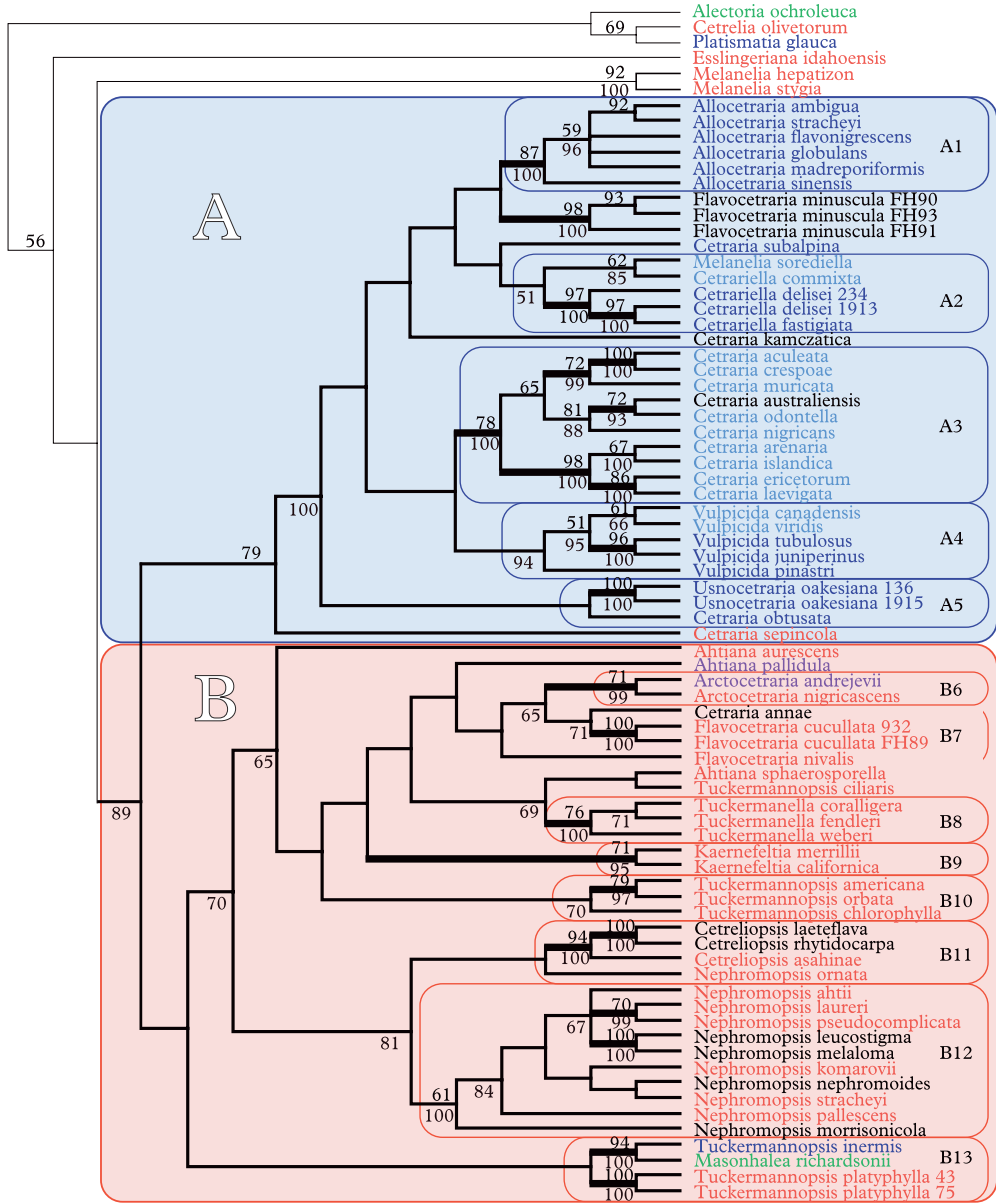 Alectoria ochroleuca
69 Cetrelia olivetorum
Platismatia glauca
Esslingeriana idahoensis
92 Melanelia hepatizon
100 Melanelia stygia
A
92 Allocetraria ambigua
Allocetraria stracheyi
59 Allocetraria flavonigrescens
96 Allocetraria globulans
A1
87 Allocetraria madreporiformis
100 Allocetraria sinensis
93 Flavocetraria minuscula FH90
98 Flavocetraria minuscula FH93
100 Flavocetraria minuscula FH91
56 Cetraria subalpina
62 Melanelia sorediella
85 Cetrariella commixta
51 97 Cetrariella delisei 234
A2
100 97 Cetrariella delisei 1913
100 Cetrariella fastigiata
Cetraria kamczatica
100 Cetraria aculeata
72 100 Cetraria crespoae
99 Cetraria muricata
65 72 Cetraria australiensis
81 93 Cetraria odontella
78 88 Cetraria nigricans
A3
100 67 Cetraria arenaria
98 100 Cetraria islandica
100 86 Cetraria ericetorum
100 Cetraria laevigata
100 61 Vulpicida canadensis
51 66 Vulpicida viridis
95 96 Vulpicida tubulosus
A4
94 100 Vulpicida juniperinus
79 Vulpicida pinastri
100 Usnocetraria oakesiana 136
100 Usnocetraria oakesiana 1915
A5
Cetraria obtusata
Cetraria sepincola
B
Ahtiana aurescens
Ahtiana pallidula
71 Arctocetraria andrejevii
B6
99 Arctocetraria nigricascens
65 Cetraria annae
71 100 Flavocetraria cucullata 932
B7
100 Flavocetraria cucullata FH89
65 Flavocetraria nivalis
Ahtiana sphaerosporella
Tuckermannopsis ciliaris
89 69 76 Tuckermanella coralligera
71 Tuckermanella fendleri
B8
100 Tuckermanella weberi
71 Kaernefeltia merrillii
B9
95 Kaernefeltia californica
79 Tuckermannopsis americana
97 Tuckermannopsis orbata
B10
70 70 Tuckermannopsis chlorophylla
100 Cetreliopsis laeteflava
94 100 Cetreliopsis rhytidocarpa
B11
100 Cetreliopsis asahinae
Nephromopsis ornata
Nephromopsis ahtii
70 Nephromopsis laureri
67 99 Nephromopsis pseudocomplicata
81 100 Nephromopsis leucostigma
100 Nephromopsis melaloma
B12
Nephromopsis komarovii
61 84 Nephromopsis nephromoides
100 Nephromopsis stracheyi
Nephromopsis pallescens
Nephromopsis morrisonicola
94 Tuckermannopsis inermis
100 Masonhalea richardsonii
B13
100 Tuckermannopsis platyphylla 43
100 Tuckermannopsis platyphylla 75